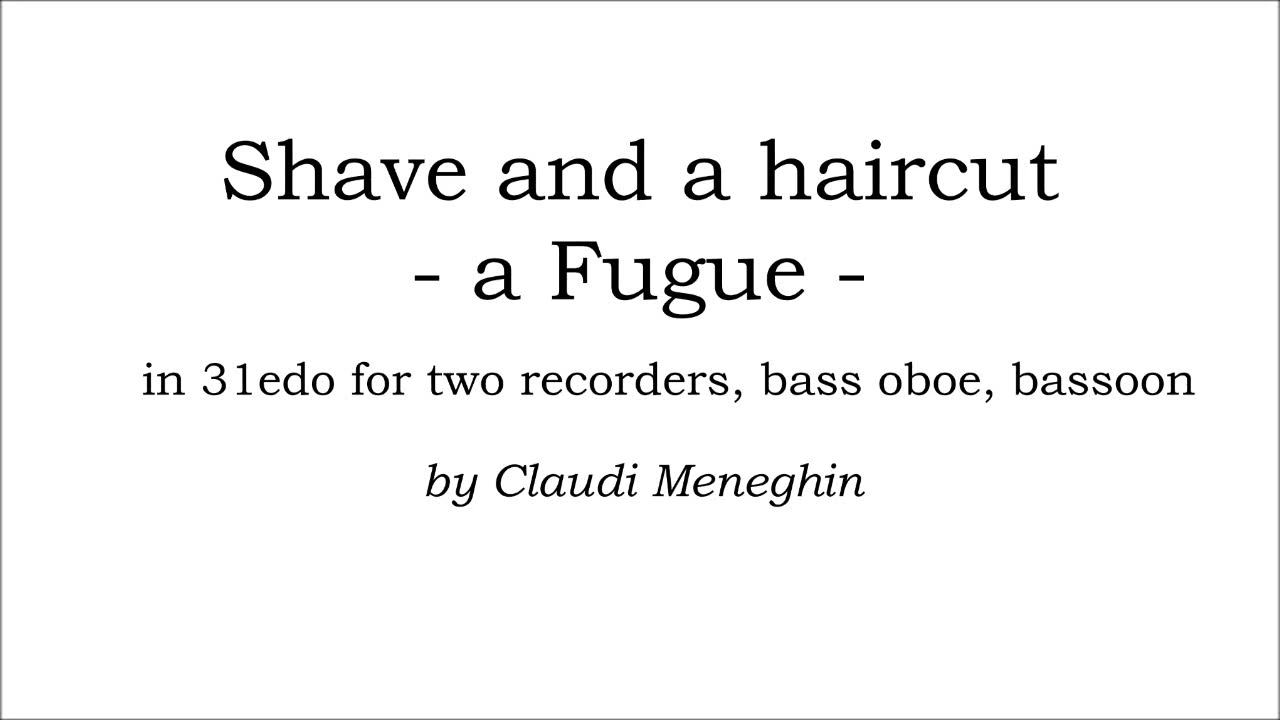 Shave and a haircut
- a Fugue -
in 31edo for two recorders, bass oboe, bassoon
by Claudi Meneghin